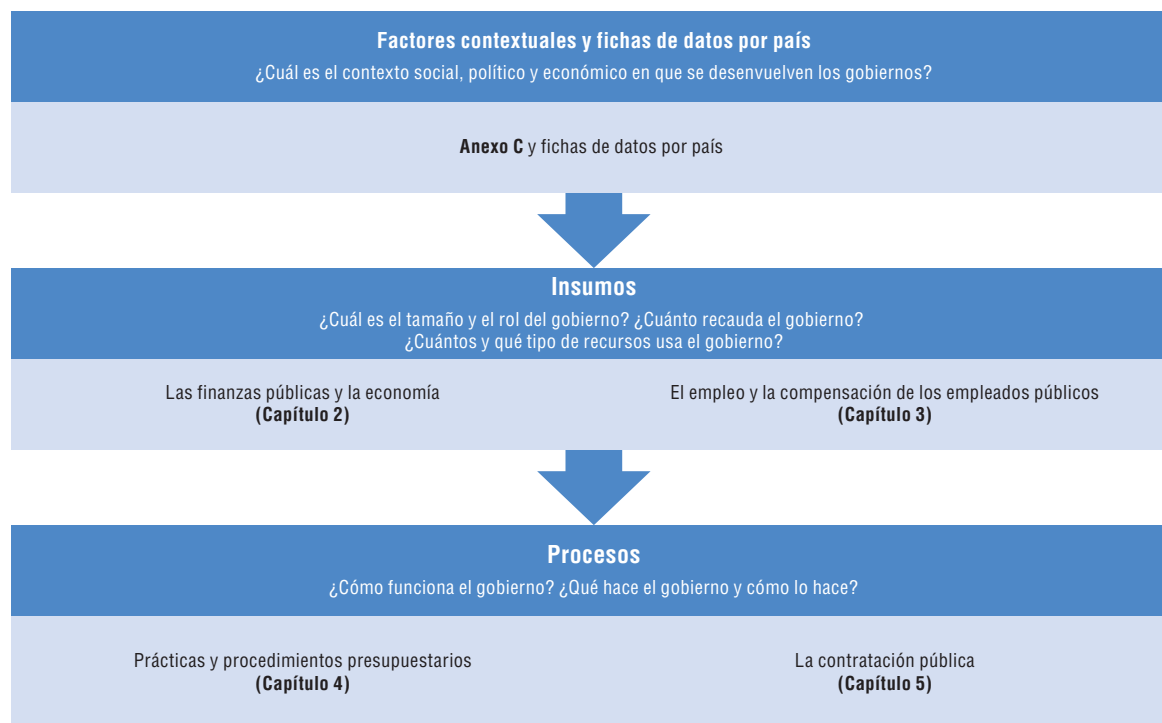 Factores contextuales y fichas de datos por país
¿Cuál es el contexto social, político y económico en que se desenvuelven los gobiernos?
Anexo C y fichas de datos por país
Insumos
¿Cuál es el tamaño y el rol del gobierno? ¿Cuánto recauda el gobierno?
¿Cuántos y qué tipo de recursos usa el gobierno?
Las finanzas públicas y la economía
(Capítulo 2)
El empleo y la compensación de los empleados públicos
(Capítulo 3)
Procesos
¿Cómo funciona el gobierno? ¿Qué hace el gobierno y cómo lo hace?
Prácticas y procedimientos presupuestarios
(Capítulo 4)
La contratación pública
(Capítulo 5)